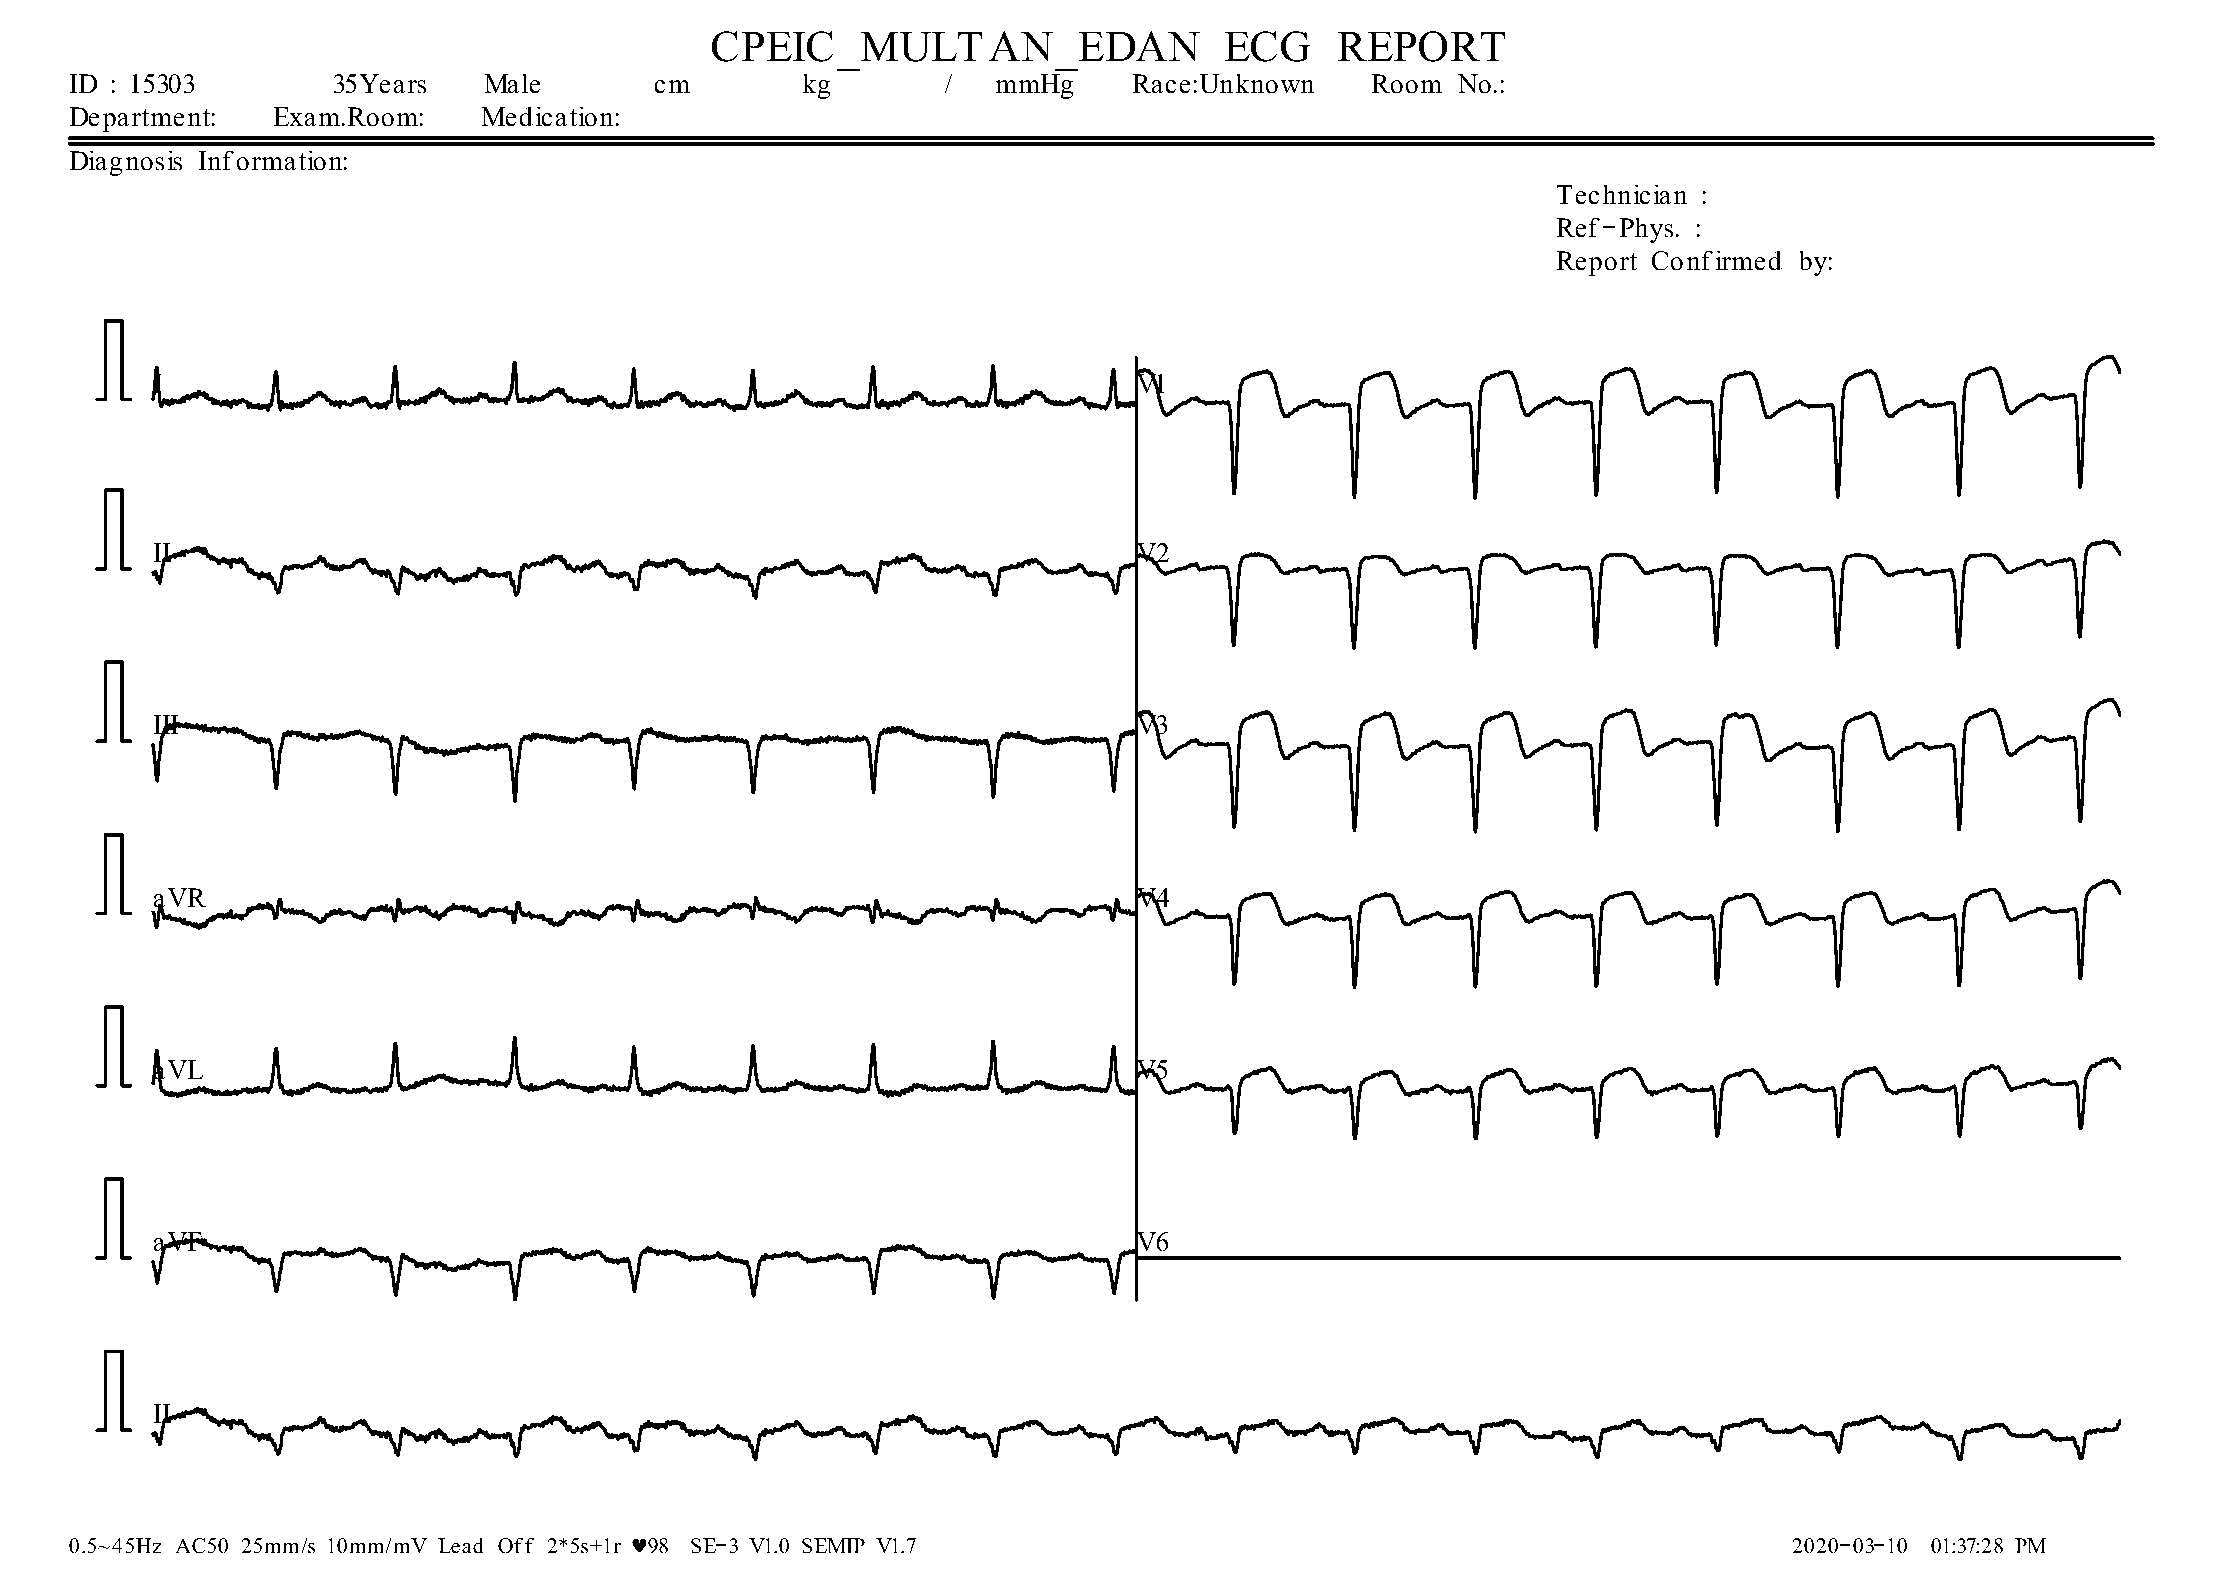 CPEIC_MULTAN_EDAN ECG REPORT
ID : 15303 35Years Male cm kg / mmHg Race:Unknown Room No.:
Department: Exam.Room: Medication:
Diagnosis Information:
Technician :
Ref-Phys. :
Report Confirmed by:
V1
II V2
III V3
aVR V4
aVL V5
aVF V6
II
0.5~45Hz AC50 25mm/s 10mm/mV Lead Off 2*5s+1r ♥98 SE-3 V1.0 SEMIP V1.7 2020-03-10 01:37:28 PM